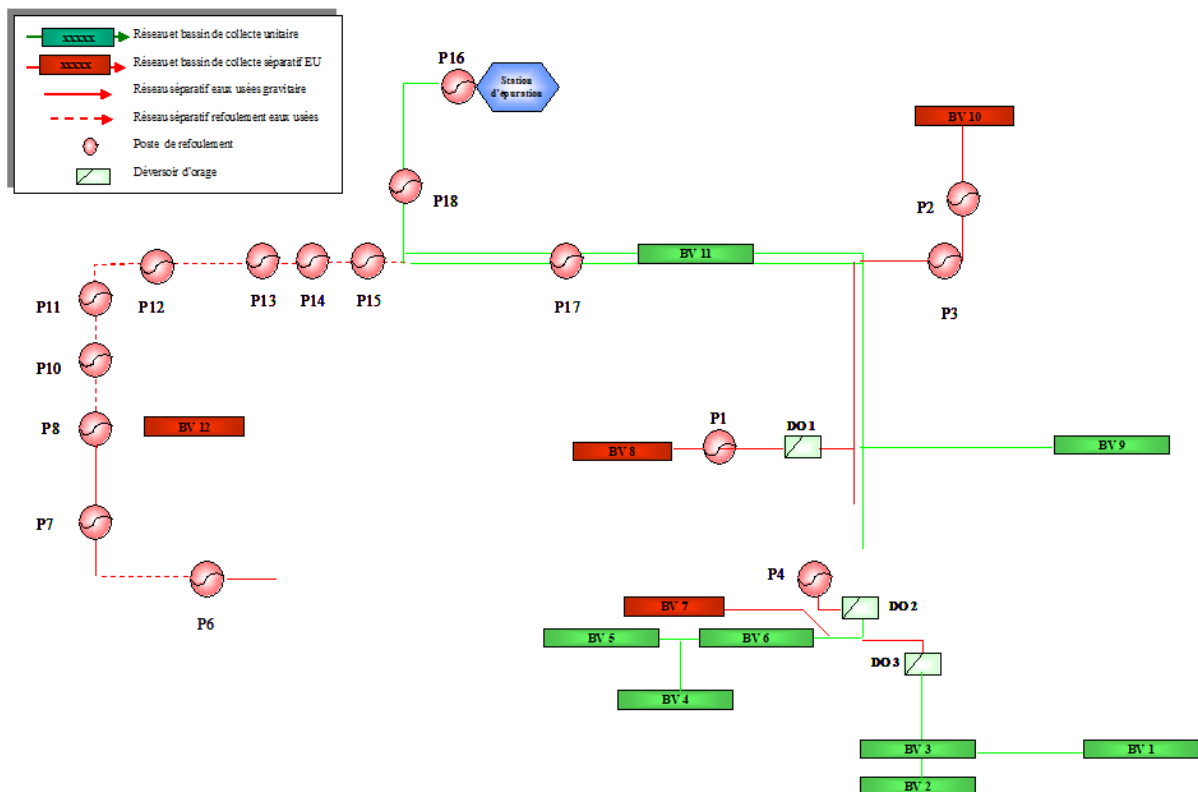 xxxxx Réseau et bassin de collecte unitaire
xxxxx Réseau et bassin de collecte séparatif EU
Réseau séparatif eaux usées gravitaire
Réseau séparatif refoulement eaux usées
Poste de refoulement
Déversoir d'orage
P16
Station
d'épuration
BV 10
P18
P2
BV 11
P11
P12
P13
P14
P15
P17
P3
P10
P8
BV 12
P1
DO 1
BV 8
BV 9
P7
P4
P6
BV 7
DO 2
BV 5
BV 6
DO 3
BV 4
BV 3
BV 1
BV 2